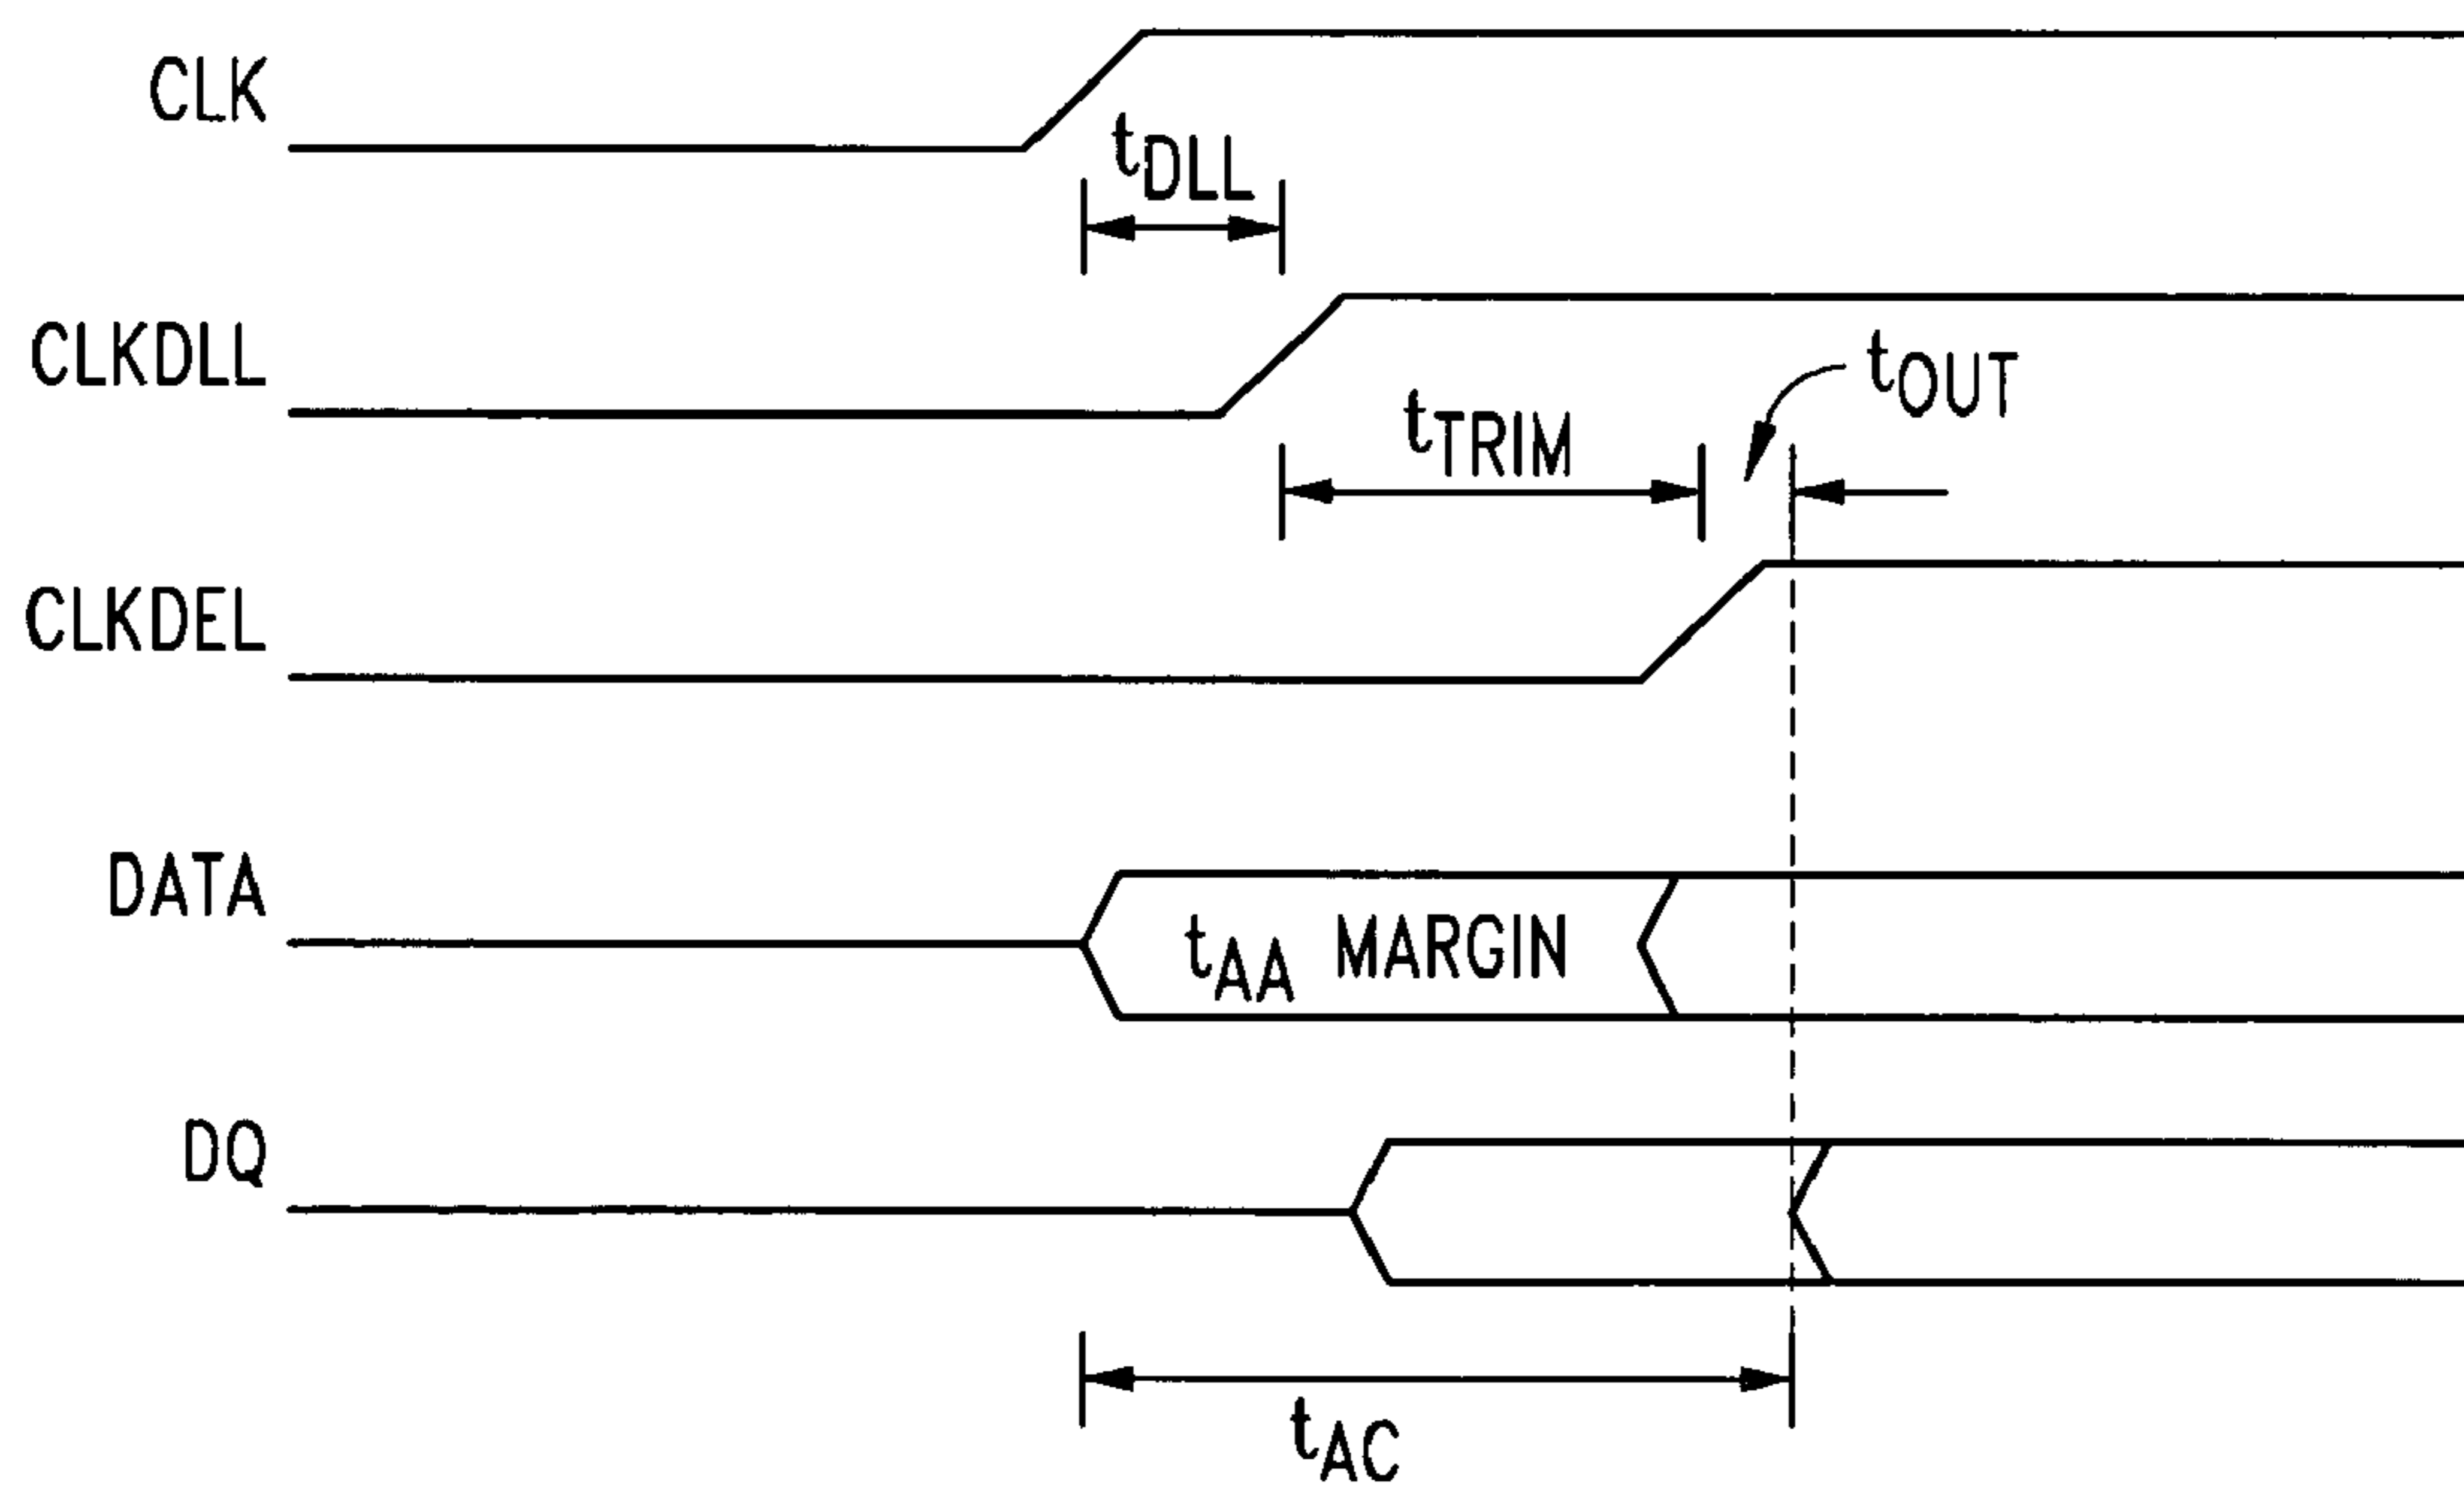 CLK
tDLL
CLKDLL
tOUT
tTRIM
CLKDEL
DATA
tAA MARGIN
DQ
tAC